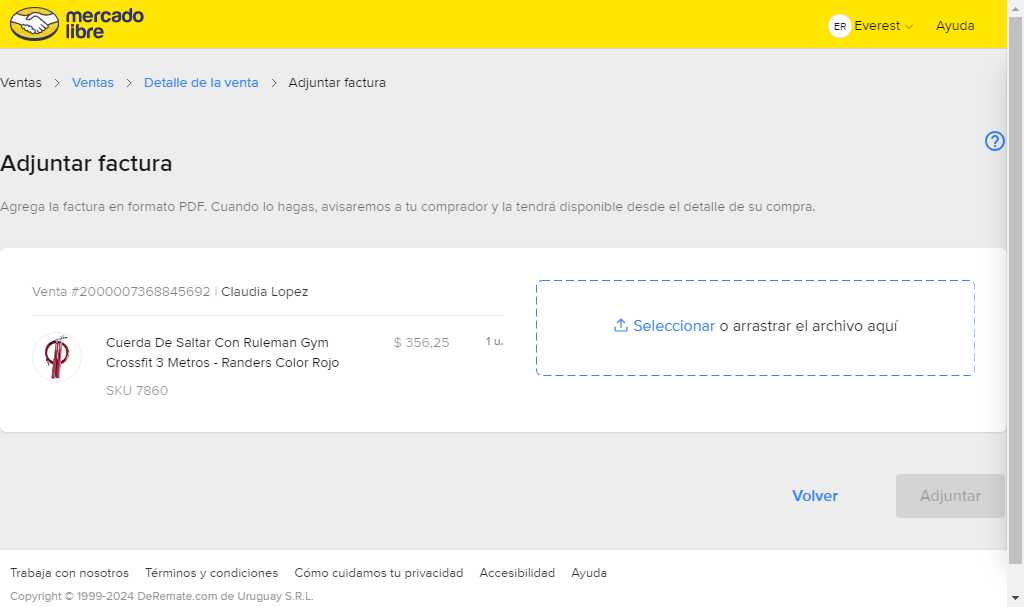 mercado
libre
ER Everest Ayuda
Ventas > Ventas > Detalle de la venta > Adjuntar factura
?
Adjuntar factura
Agrega la factura en formato PDF. Cuando lo hagas, avisaremos a tu comprador y la tendrá disponible desde el detalle de su compra.
Venta #2000007368845692 | Claudia Lopez
Cuerda De Saltar Con Ruleman Gym $ 356,25 1 u.
Crossfit 3 Metros - Randers Color Rojo
SKU 7860
Seleccionar o arrastrar el archivo aquí
Volver Adjuntar
Trabaja con nosotros Términos y condiciones Cómo cuidamos tu privacidad Accesibilidad Ayuda
Copyright © 1999-2024 DeRemate.com de Uruguay S.R.L.